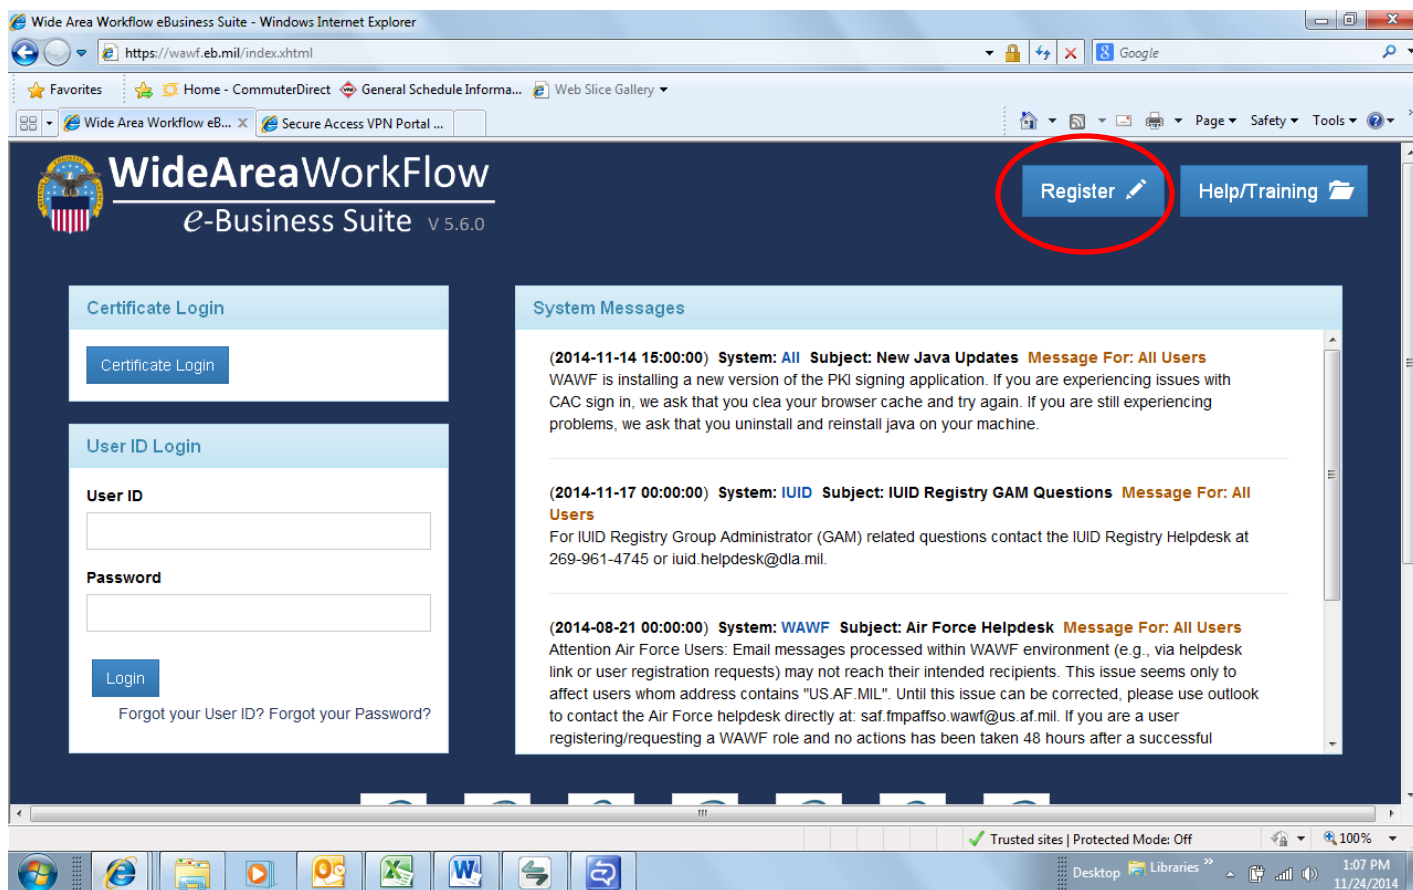 Wide Area Workflow eBusiness Suite - Windows Internet Explorer
https://wawf.eb.mil/index.xhtml
Google
Favorites Home - CommuterDirect General Schedule Informa... Web Slice Gallery
Wide Area Workflow eB... Secure Access VPN Portal ...
Page Safety Tools
WideAreaWorkFlow
e-Business Suite V 5.6.0
Register
Help/Training
Certificate Login
Certificate Login
User ID Login
User ID
Password
Login
Forgot your User ID? Forgot your Password?
System Messages
(2014-11-14 15:00:00) System: All Subject: New Java Updates Message For: All Users
WAWF is installing a new version of the PKI signing application. If you are experiencing issues with
CAC sign in, we ask that you clea your browser cache and try again. If you are still experiencing
problems, we ask that you uninstall and reinstall java on your machine.
(2014-11-17 00:00:00) System: IUID Subject: IUID Registry GAM Questions Message For: All
Users
For IUID Registry Group Administrator (GAM) related questions contact the IUID Registry Helpdesk at
269-961-4745 or iuid.helpdesk@dla.mil.
(2014-08-21 00:00:00) System: WAWF Subject: Air Force Helpdesk Message For: All Users
Attention Air Force Users: Email messages processed within WAWF environment (e.g., via helpdesk
link or user registration requests) may not reach their intended recipients. This issue seems only to
affect users whom address contains "US.AF.MIL". Until this issue can be corrected, please use outlook
to contact the Air Force helpdesk directly at: saf.fmpaffso.wawf@us.af.mil. If you are a user
registering/requesting a WAWF role and no actions has been taken 48 hours after a successful
Trusted sites | Protected Mode: Off
100%
Desktop Libraries
1:07 PM
11/24/2014